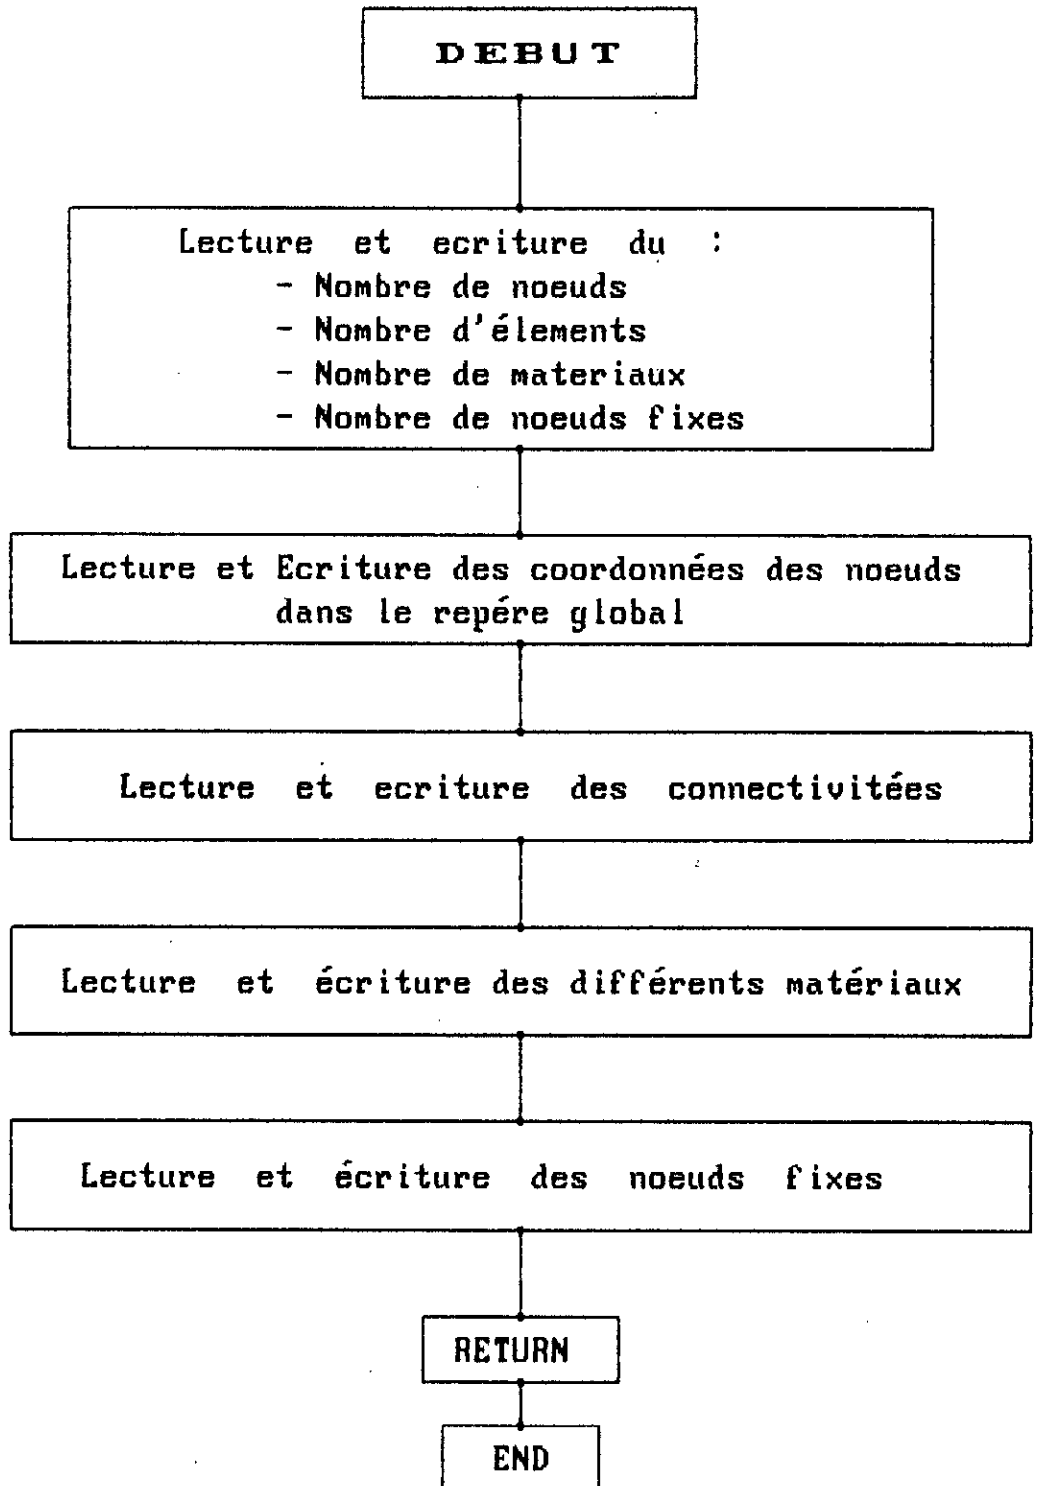 DEBUT
Lecture et ecriture du :
- Nombre de noeuds
- Nombre d'élements
- Nombre de materiaux
- Nombre de noeuds fixes
Lecture et Ecriture des coordonnées des noeuds
dans le repére global
Lecture et ecriture des connectivitées
Lecture et écriture des différents matériaux
Lecture et écriture des noeuds fixes
RETURN
END